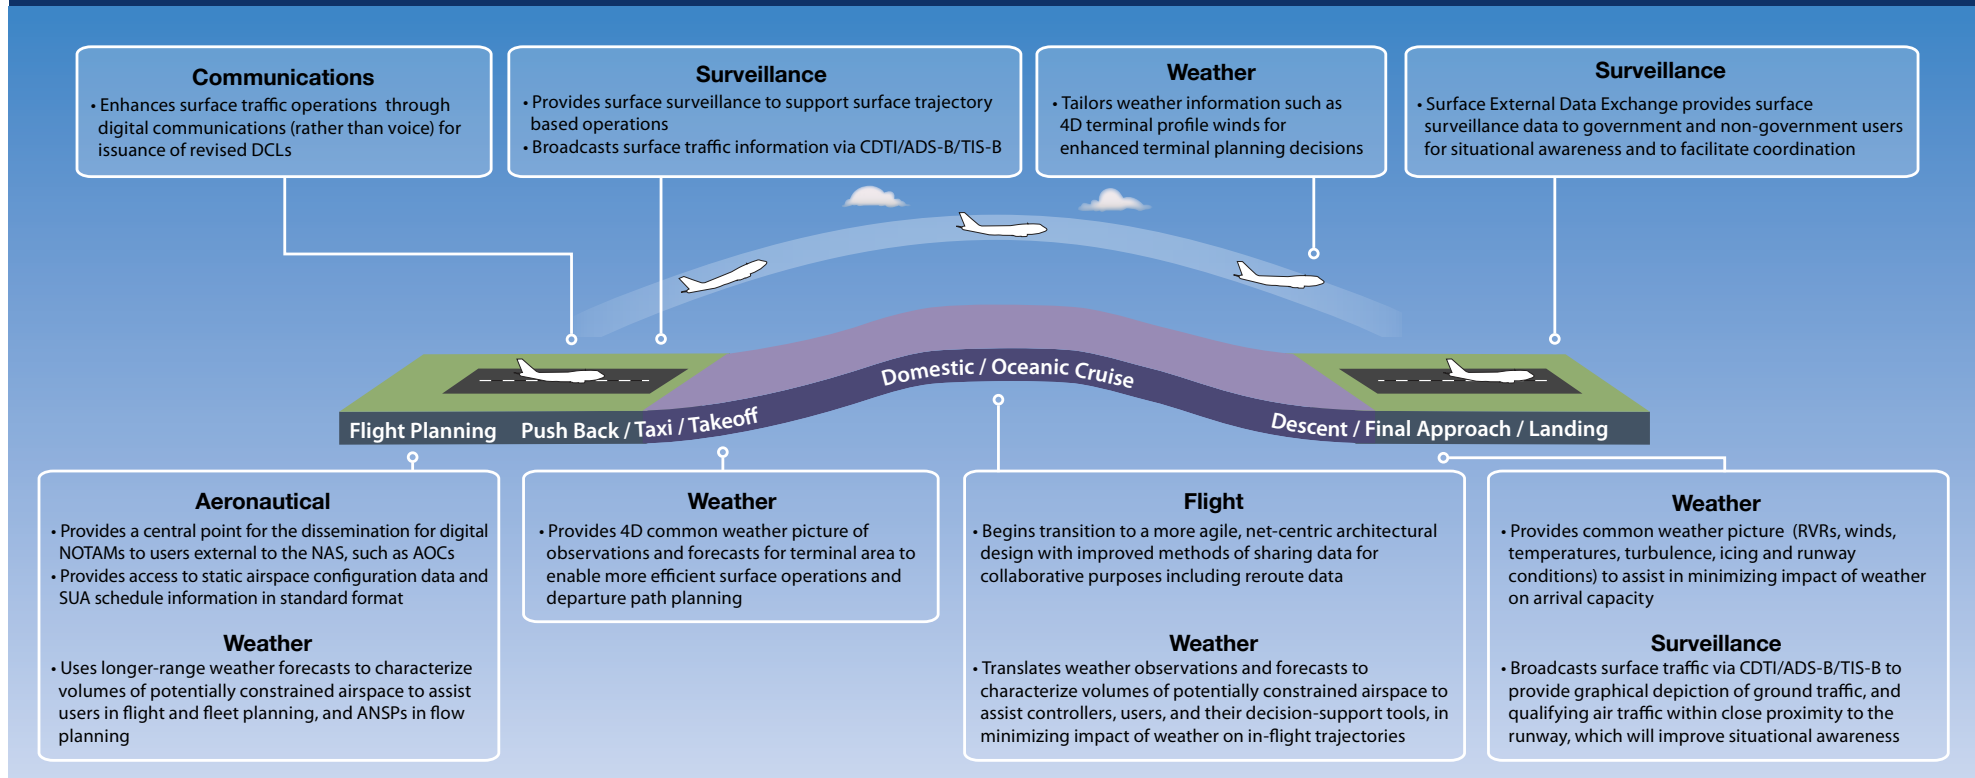 Communications
• Enhances surface traffic operations through
digital communications (rather than voice) for
issuance of revised DCLs
Surveillance
• Provides surface surveillance to support surface trajectory
based operations
• Broadcasts surface traffic information via CDTI/ADS-B/TIS-B
Weather
• Tailors weather information such as
4D terminal profile winds for
enhanced terminal planning decisions
Surveillance
• Surface External Data Exchange provides surface
surveillance data to government and non-government users
for situational awareness and to facilitate coordination
Flight Planning
Push Back / Taxi / Takeoff
Domestic / Oceanic Cruise
Descent / Final Approach / Landing
Aeronautical
• Provides a central point for the dissemination for digital
NOTAMs to users external to the NAS, such as AOCs
• Provides access to static airspace configuration data and
SUA schedule information in standard format
Weather
• Uses longer-range weather forecasts to characterize
volumes of potentially constrained airspace to assist
users in flight and fleet planning, and ANSPs in flow
planning
Weather
• Provides 4D common weather picture of
observations and forecasts for terminal area to
enable more efficient surface operations and
departure path planning
Flight
• Begins transition to a more agile, net-centric architectural
design with improved methods of sharing data for
collaborative purposes including reroute data
Weather
• Translates weather observations and forecasts to
characterize volumes of potentially constrained airspace to
assist controllers, users, and their decision-support tools, in
minimizing impact of weather on in-flight trajectories
Weather
• Provides common weather picture (RVRs, winds,
temperatures, turbulence, icing and runway
conditions) to assist in minimizing impact of weather
on arrival capacity
Surveillance
• Broadcasts surface traffic via CDTI/ADS-B/TIS-B to
provide graphical depiction of ground traffic, and
qualifying air traffic within close proximity to the
runway, which will improve situational awareness